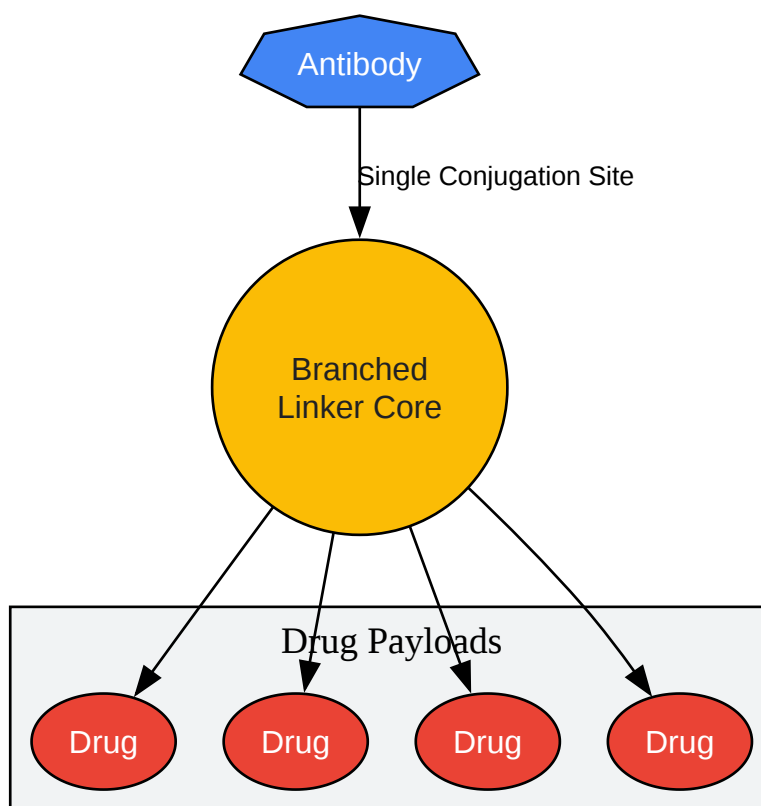 Antibody
Single Conjugation Site
Branched
Linker Core
Drug Payloads
Drug
Drug
Drug
Drug